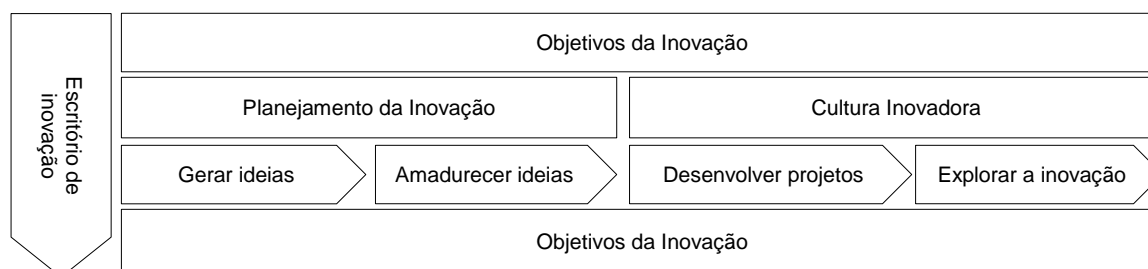 Escritório de
inovação
Objetivos da Inovação
Planejamento da Inovação
Cultura Inovadora
Gerar ideias
Amadurecer ideias
Desenvolver projetos
Explorar a inovação
Objetivos da Inovação